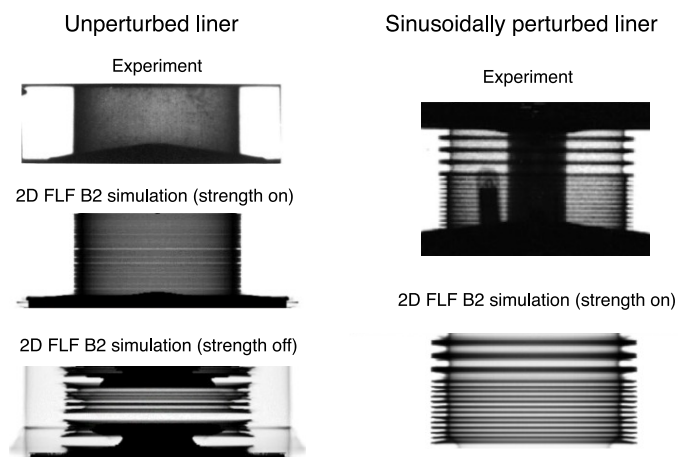 Unperturbed liner
Experiment
2D FLF B2 simulation (strength on)
2D FLF B2 simulation (strength off)
Sinusoidally perturbed liner
Experiment
2D FLF B2 simulation (strength on)